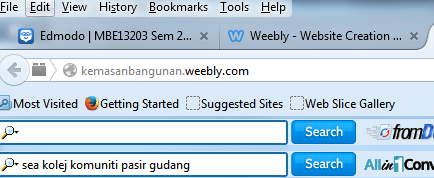 File Edit View History Bookmarks Tools Help
Edmodo | MBE13203 Sem 2... × Weebly - Website Creation ... ×
kemasanbangunan.weebly.com
Most Visited Getting Started Suggested Sites Web Slice Gallery
Search
sea kolej komuniti pasir gudang Search